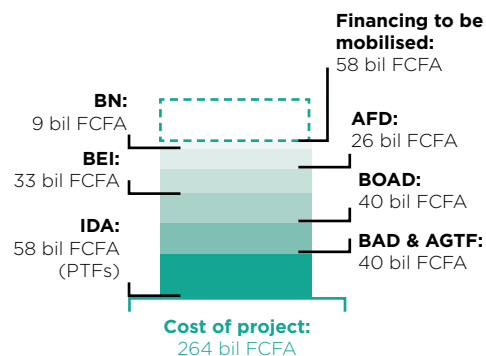 Financing to be
mobilised:
58 bil FCFA
BN:
9 bil FCFA
AFD:
26 bil FCFA
BEI:
33 bil FCFA
BOAD:
40 bil FCFA
IDA:
58 bil FCFA
(PTFs)
BAD & AGTF:
40 bil FCFA
Cost of project:
264 bil FCFA